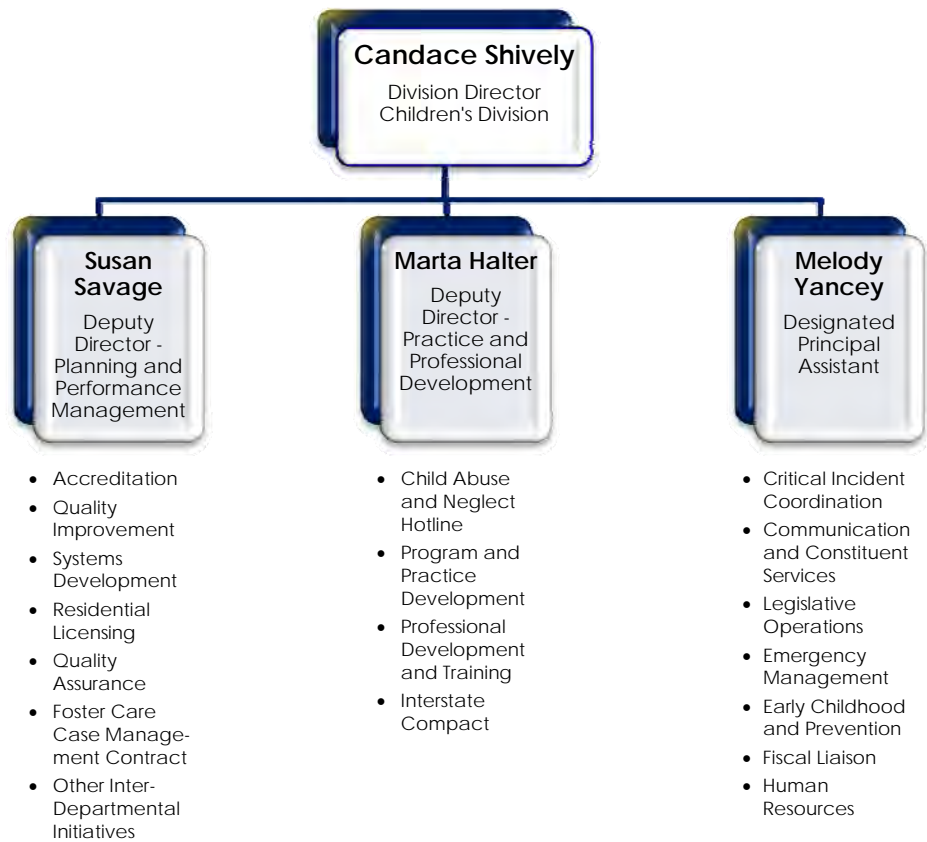 Candace Shively
Division Director
Children's Division
Susan
Savage
Deputy
Director -
Planning and
Performance
Management
• Accreditation
• Quality
Improvement
• Systems
Development
• Residential
Licensing
• Quality
Assurance
• Foster Care
Case Manage-
ment Contract
• Other Inter-
Departmental
Initiatives
Marta Halter
Deputy
Director -
Practice and
Professional
Development
• Child Abuse
and Neglect
Hotline
• Program and
Practice
Development
• Professional
Development
and Training
• Interstate
Compact
Melody
Yancey
Designated
Principal
Assistant
• Critical Incident
Coordination
• Communication
and Constituent
Services
• Legislative
Operations
• Emergency
Management
• Early Childhood
and Prevention
• Fiscal Liaison
• Human
Resources